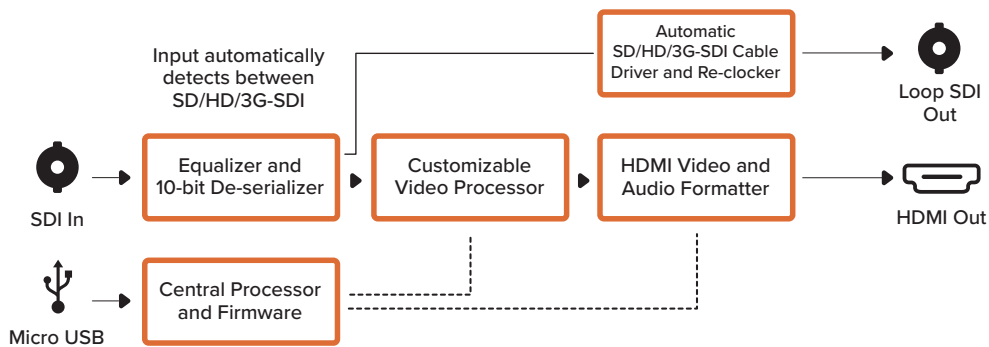 Input automatically
detects between
SD/HD/3G-SDI
Automatic
SD/HD/3G-SDI Cable
Driver and Re-clocker
Loop SDI
Out
SDI In
Equalizer and
10-bit De-serializer
Customizable
Video Processor
HDMI Video and
Audio Formatter
HDMI Out
Micro USB
Central Processor
and Firmware